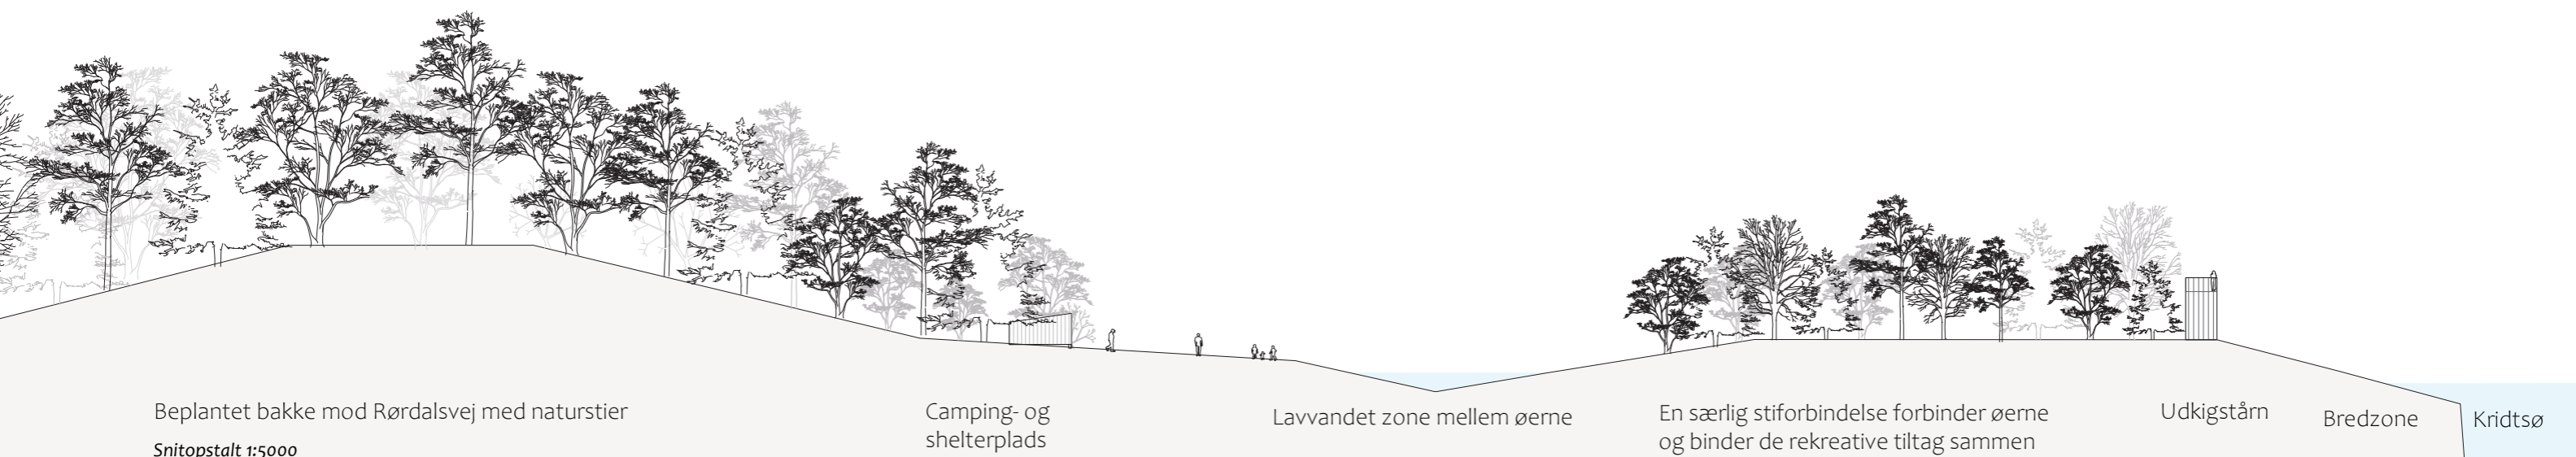 Beplantet bakke mod Rørdalsvej med naturstier
Snitopstalt 1:5000
Camping- og
shelterplads
Lavvandet zone mellem øerne
En særlig stiforbindelse forbinder øerne
og binder de rekreative tiltag sammen
Udkigstårn
Bredzone
Kridtsø